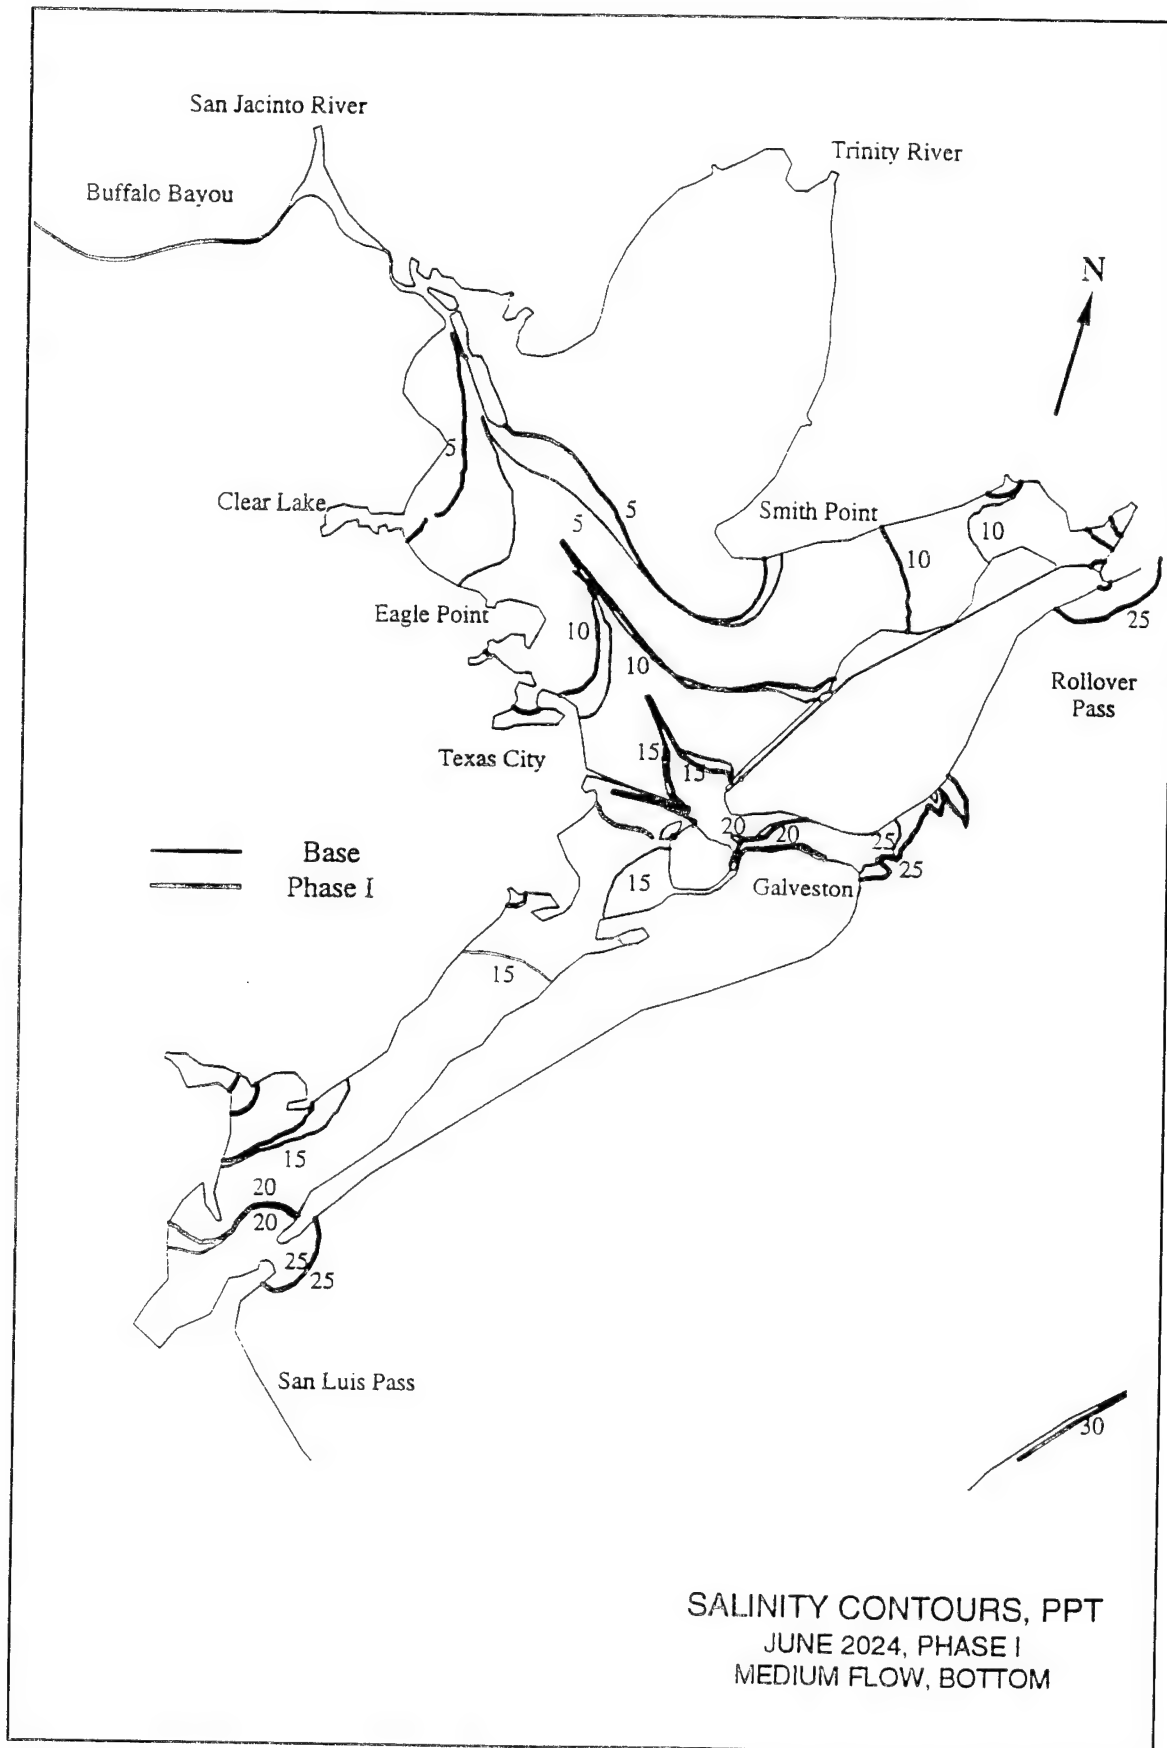 San Jacinto River
Trinity River
Buffalo Bayou
N
5
Clear Lake
5
5
Smith Point
10
10
Eagle Point
10
10
25
Rollover
Pass
Texas City
15
15
20
20
25
25
Base
Phase I
15
Galveston
15
15
20
20
25
25
San Luis Pass
30
SALINITY CONTOURS, PPT
JUNE 2024, PHASE I
MEDIUM FLOW, BOTTOM